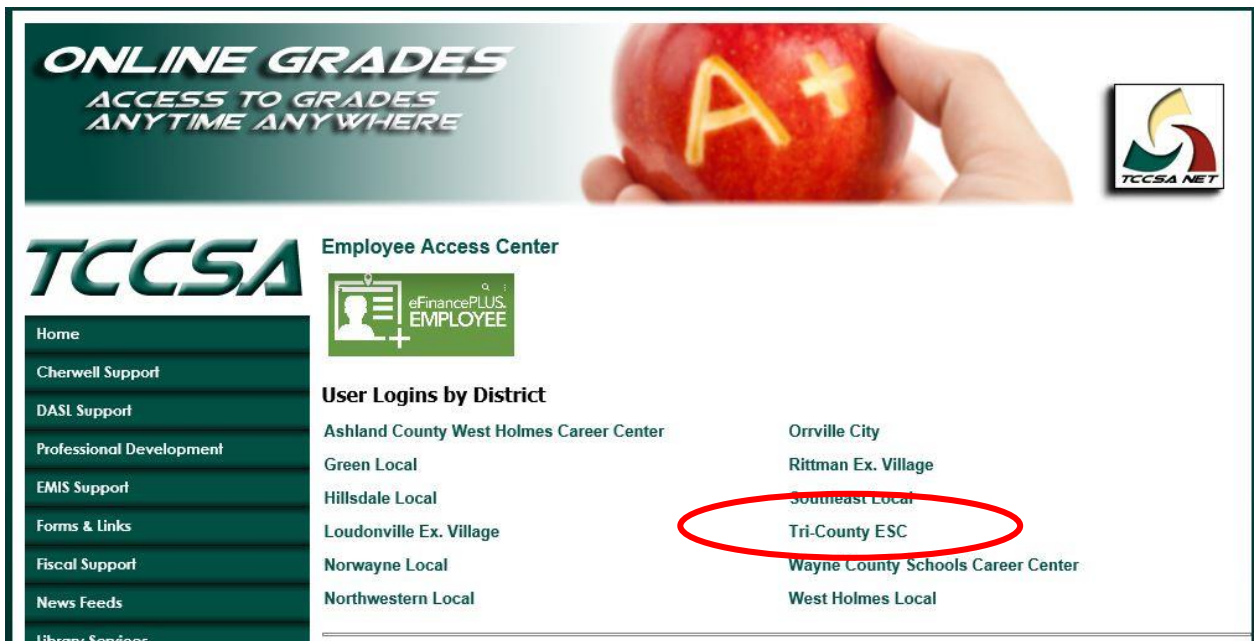 ONLINE GRADES
ACCESS TO GRADES
ANYTIME ANYWHERE
A+
TCCSA NET
TCCSA
Home
Cherwell Support
DASL Support
Professional Development
EMIS Support
Forms & Links
Fiscal Support
News Feeds
Library Services
Employee Access Center
eFinancePLUS
EMPLOYEE
User Logins by District
Ashland County West Holmes Career Center
Green Local
Hillsdale Local
Loudonville Ex. Village
Norwayne Local
Northwestern Local
Orrville City
Rittman Ex. Village
Southeast Local
Tri-County ESC
Wayne County Schools Career Center
West Holmes Local